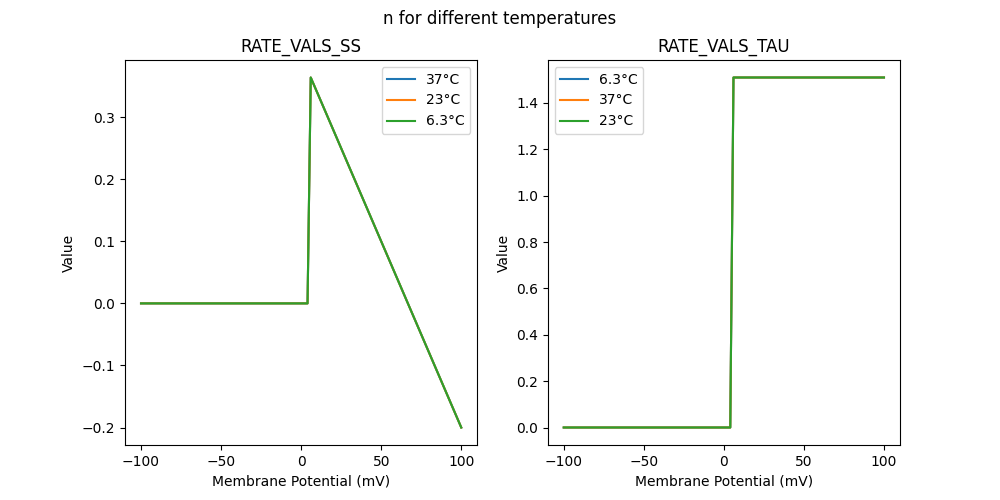 n for different temperatures
RATE_VALS_SS
Value
0.3
0.2
0.1
0.0
−0.1
−0.2
37°C
23°C
6.3°C
−100
−50
0
50
100
Membrane Potential (mV)
RATE_VALS_TAU
Value
1.4
1.2
1.0
0.8
0.6
0.4
0.2
0.0
6.3°C
37°C
23°C
−100
−50
0
50
100
Membrane Potential (mV)